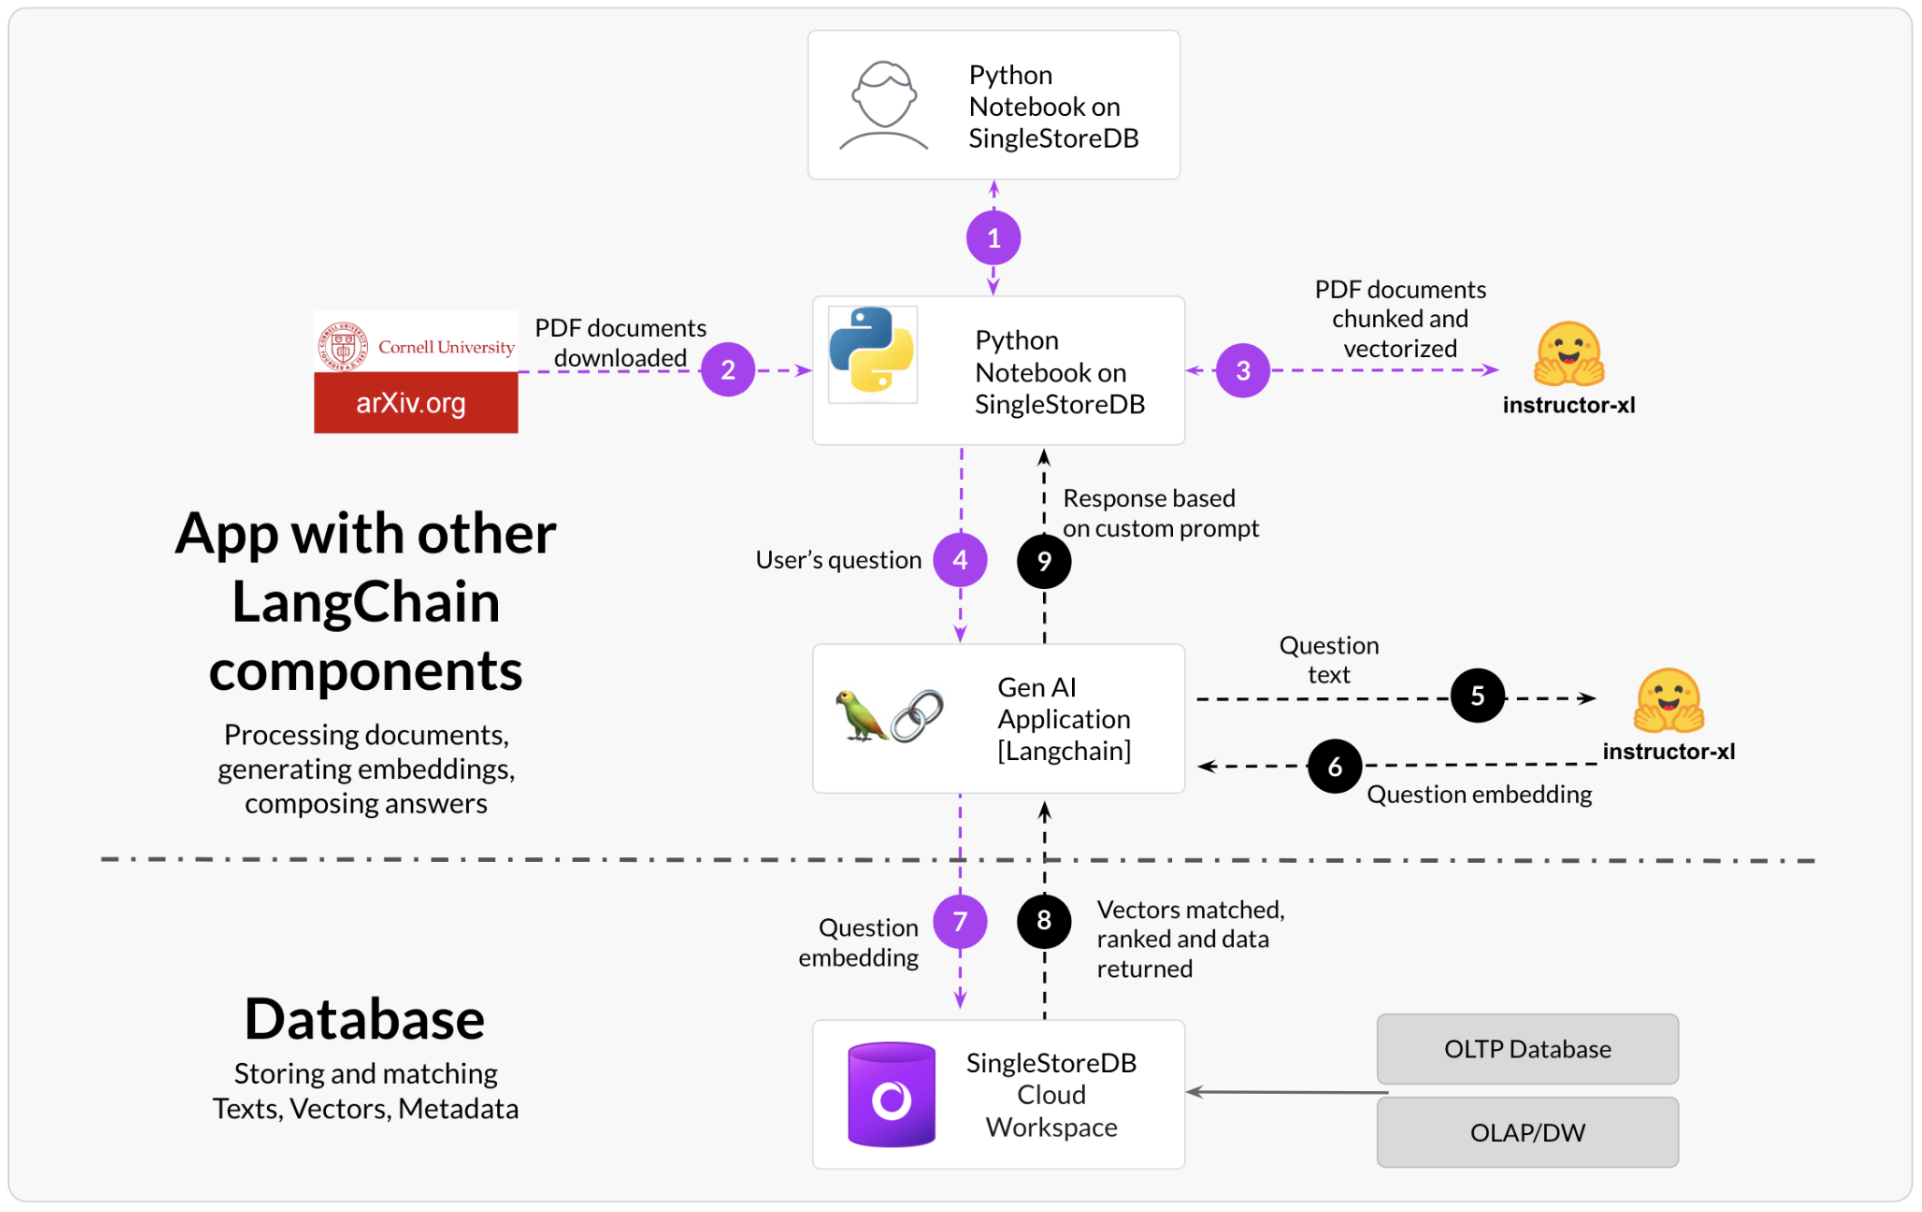 Python
Notebook on
SingleStoreDB
1
PDF documents
chunked and
vectorized
Cornell University
arXiv.org
PDF documents
downloaded
2
Python
Notebook on
SingleStoreDB
3
instructor-xl
App with other
LangChain
components
Processing documents,
generating embeddings,
composing answers
User’s question
4
9
Response based
on custom prompt
Gen AI
Application
[Langchain]
Question
text
5
6
Question embedding
instructor-xl
Question
embedding
7
8
Vectors matched,
ranked and data
returned
Database
Storing and matching
Texts, Vectors, Metadata
SingleStoreDB
Cloud
Workspace
OLTP Database
OLAP/DW